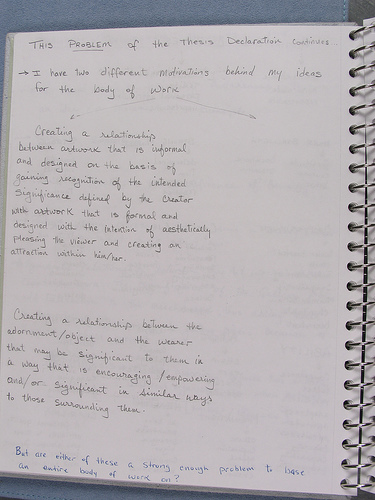 THIS PROBLEM of the Thesis Declaration continues...
→ I have two different motivations behind my ideas
for the body of work
Creating a relationship
between artwork that is informal
and designed on the basis of
gaining recognition of the intended
significance defined by the creator
with artwork that is formal and
designed with the intention of aesthetically
pleasing the viewer and creating an
attraction within him/her.
Creating a relationship between the
adornment/object and the wearer
that may be significant to them in
a way that is encouraging/empowering
and/or significant in similar ways
to those surrounding them.
But are either of these a strong enough problem to base
an entire body of work on?